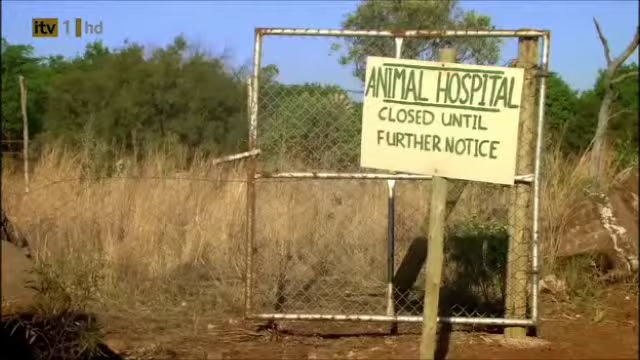 itv 1 hd
ANIMAL HOSPITAL
CLOSED UNTIL
FURTHER NOTICE